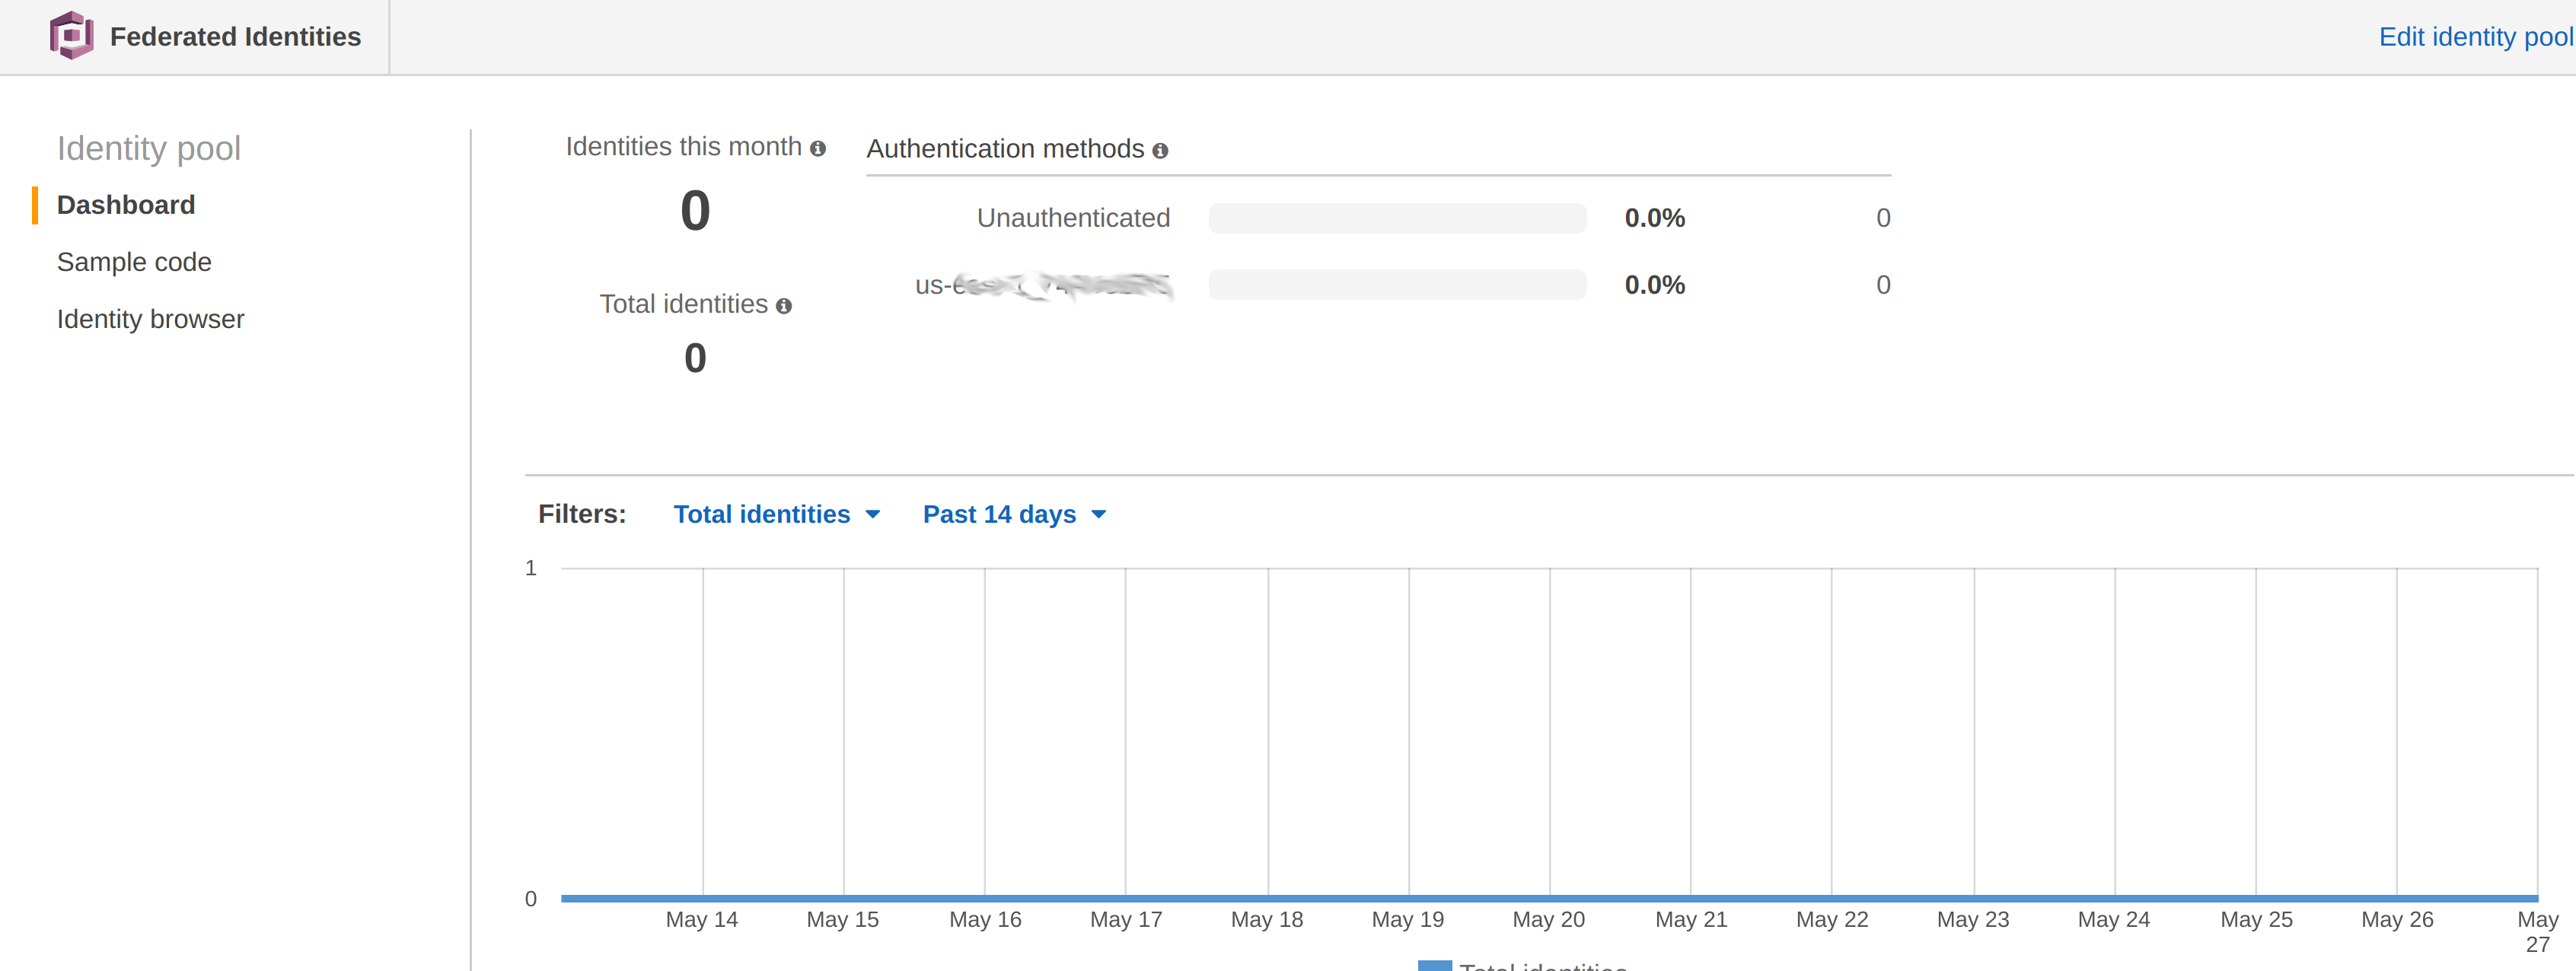 Federated Identities
Edit identity pool
Identity pool
Dashboard
Sample code
Identity browser
Identities this month
0
Total identities
0
Authentication methods
Unauthenticated 0.0% 0
0.0% 0
Filters: Total identities Past 14 days
1
0
May 14 May 15 May 16 May 17 May 18 May 19 May 20 May 21 May 22 May 23 May 24 May 25 May 26 May 27
Total identities